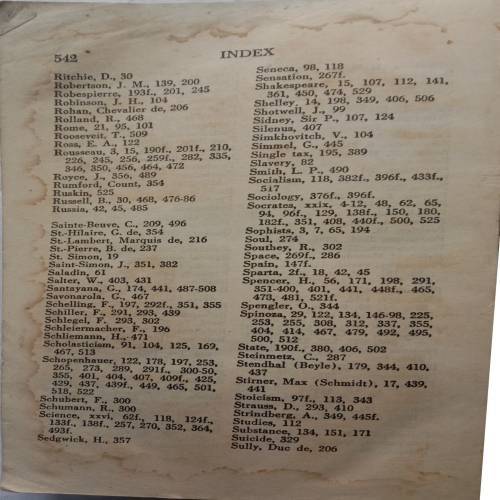 542
INDEX
Ritchie, D., 30
Robertson, J. M., 139, 200
Robespierre, 193f., 201, 245
Robinson, J. H., 104
Rohan, Chevalier de, 206
Rolland, R., 468
Rome, 21, 95, 101
Roosevelt, T., 509
Ross, E. A., 122
Rousseau, 3, 15, 190f., 201f., 210,
226, 245, 256, 259f., 282, 335,
346, 350, 456, 464, 472
Royce, J., 356, 489
Rumford, Count, 354
Ruskin, 525
Russell, B., 30, 468, 476-86
Russia, 42, 45, 485
Sainte-Beuve, C., 209, 496
St.-Hilaire, G. de, 354
St.-Lambert, Marquis de, 216
St.-Pierre, B. de, 237
St. Simon, 19
Saint-Simon, J., 351, 382
Saladin, 61
Salter, W., 403, 431
Santayana, G., 174, 441, 487-508
Savonarola, C., 467
Schelling, F., 197, 292f., 351, 355
Schiller, F., 291, 293, 439
Schlegel, F. 293, 302
Schleiermacher, F., 196
Schliemann, H., 471
Scholasticism, 91, 104, 125, 169,
467, 513
Schopenhauer, 122, 178, 197, 253,
265, 273, 289, 291f., 300-50,
355, 401, 404, 407, 409f., 425,
429, 437, 439f., 449, 465, 501,
518, 522
Schubert, F., 300
Schumann, R., 300
Science, xxvi, 62f., 118, 124f.,
133f., 138f., 257, 270, 352, 364,
493f.
Sedgwick, H., 357
Seneca, 98, 118
Sensation, 267f.
Shakespeare, 15, 107, 112, 141,
361, 450, 474, 529
Shelley, 14, 198, 349, 406, 506
Shotwell, J., 99
Sidney, Sir P., 107, 124
Silenus, 407
Simkhovitch, V., 104
Simmel, G., 445
Single tax, 195, 389
Slavery, 82
Smith, L. P., 490
Socialism, 118, 382f., 396f., 433f.,
517
Sociology, 376f., 396f.
Socrates, xxix, 4-12, 48, 62, 65,
94, 96f., 129, 138f., 150, 180,
182f., 351, 408, 440f., 500, 525
Sophists, 3, 7, 65, 194
Soul, 274
Southey, R., 302
Space, 269f., 286
Spain, 147f.
Sparta, 2f., 18, 42, 45
Spencer, H., 56, 171, 198, 291,
351-400, 401, 441, 448f., 465,
473, 481, 521f.
Spengler, O., 344
Spinoza, 29, 122, 134, 146-98, 225,
253, 255, 308, 312, 337, 355,
404, 414, 467, 479, 492, 495,
500, 512
State, 190f., 380, 406, 502
Steinmetz, C., 287
Stendhal (Beyle), 179, 344, 410,
437
Stirner, Max (Schmidt), 17, 439,
441
Stoicism, 97f., 113, 343
Strauss, D., 293, 410
Strindberg, A., 349, 445f.
Studies, 112
Substance, 134, 151, 171
Suicide, 329
Sully, Duc de, 206